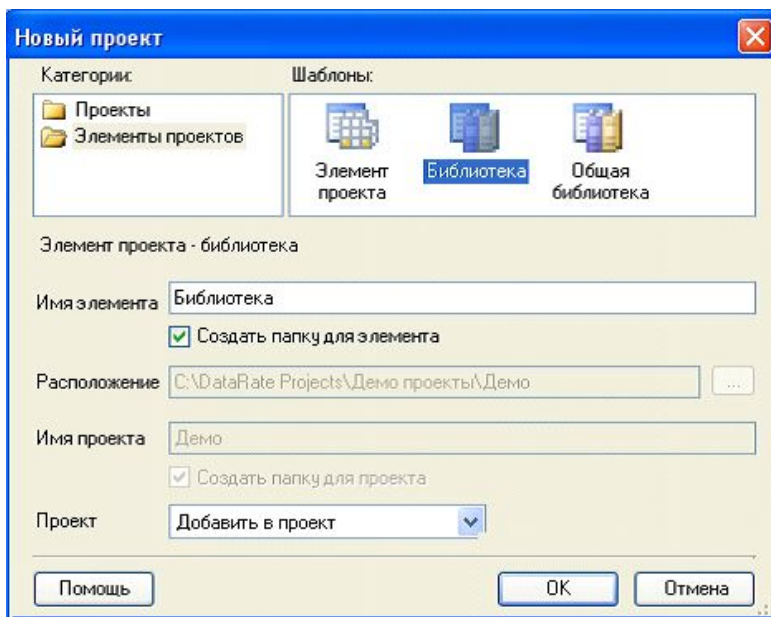 Новый проект
Категории:
Шаблоны:
Проекты
Элементы проектов
Элемент
проекта
Библиотека
Общая
библиотека
Элемент проекта - библиотека
Имя элемента
Библиотека
Создать папку для элемента
Расположение
C:\DataRate Projects\Демо проекты\Демо
...
Имя проекта
Демо
Создать папку для проекта
Проект
Добавить в проект
Помощь
OK
Отмена